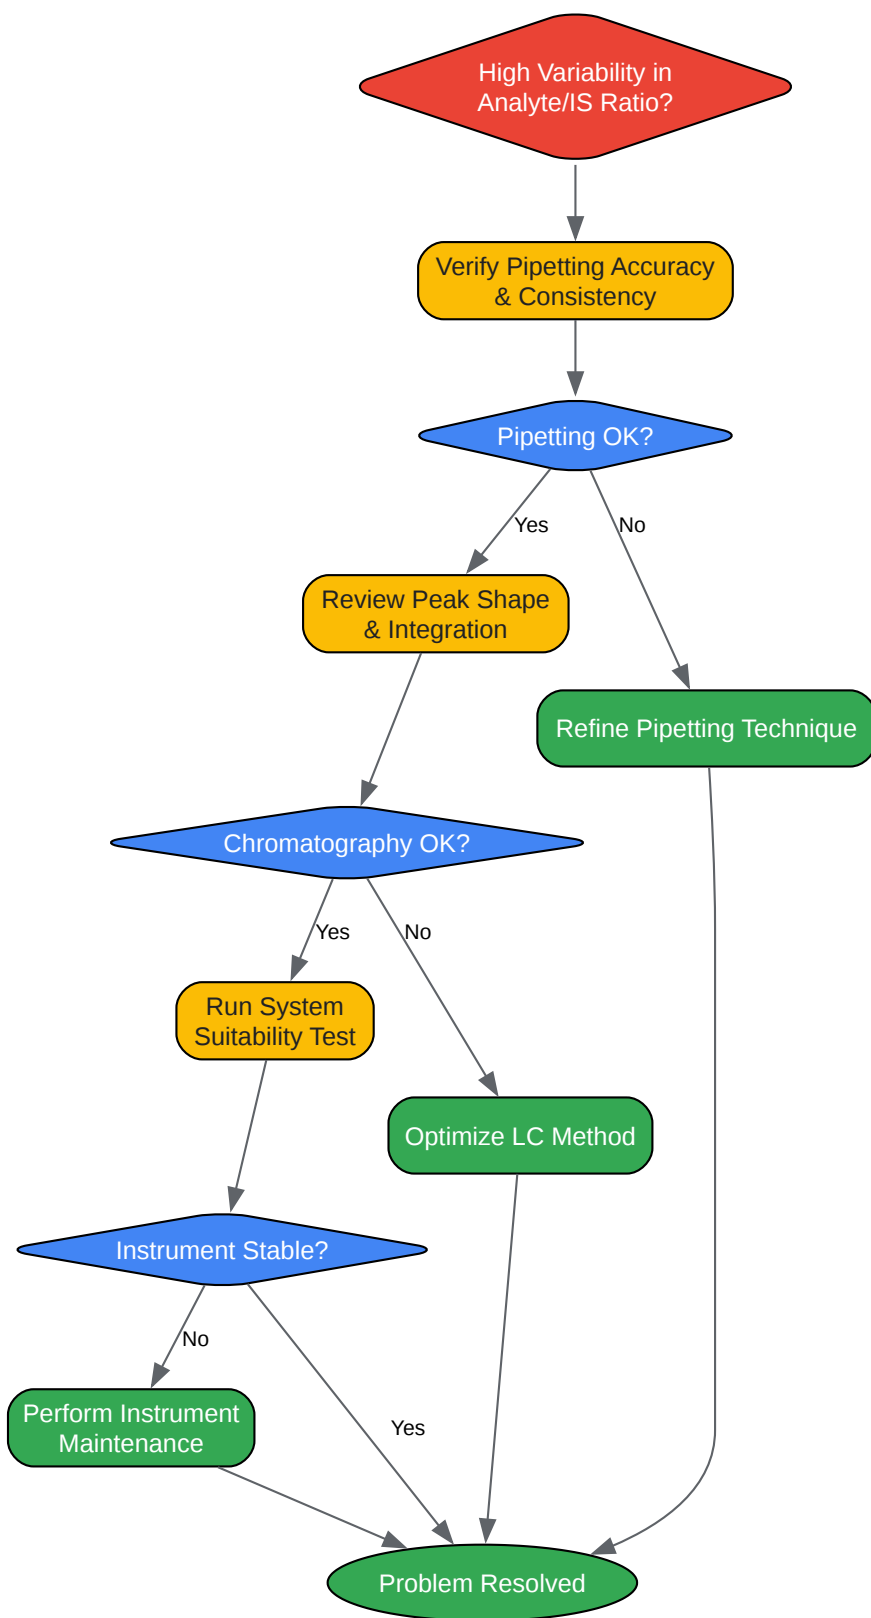 High Variability in
Analyte/IS Ratio?
Verify Pipetting Accuracy
& Consistency
Pipetting OK?
Yes
No
Review Peak Shape
& Integration
Refine Pipetting Technique
Chromatography OK?
Yes
No
Run System
Suitability Test
Optimize LC Method
Instrument Stable?
No
Yes
Perform Instrument
Maintenance
Problem Resolved